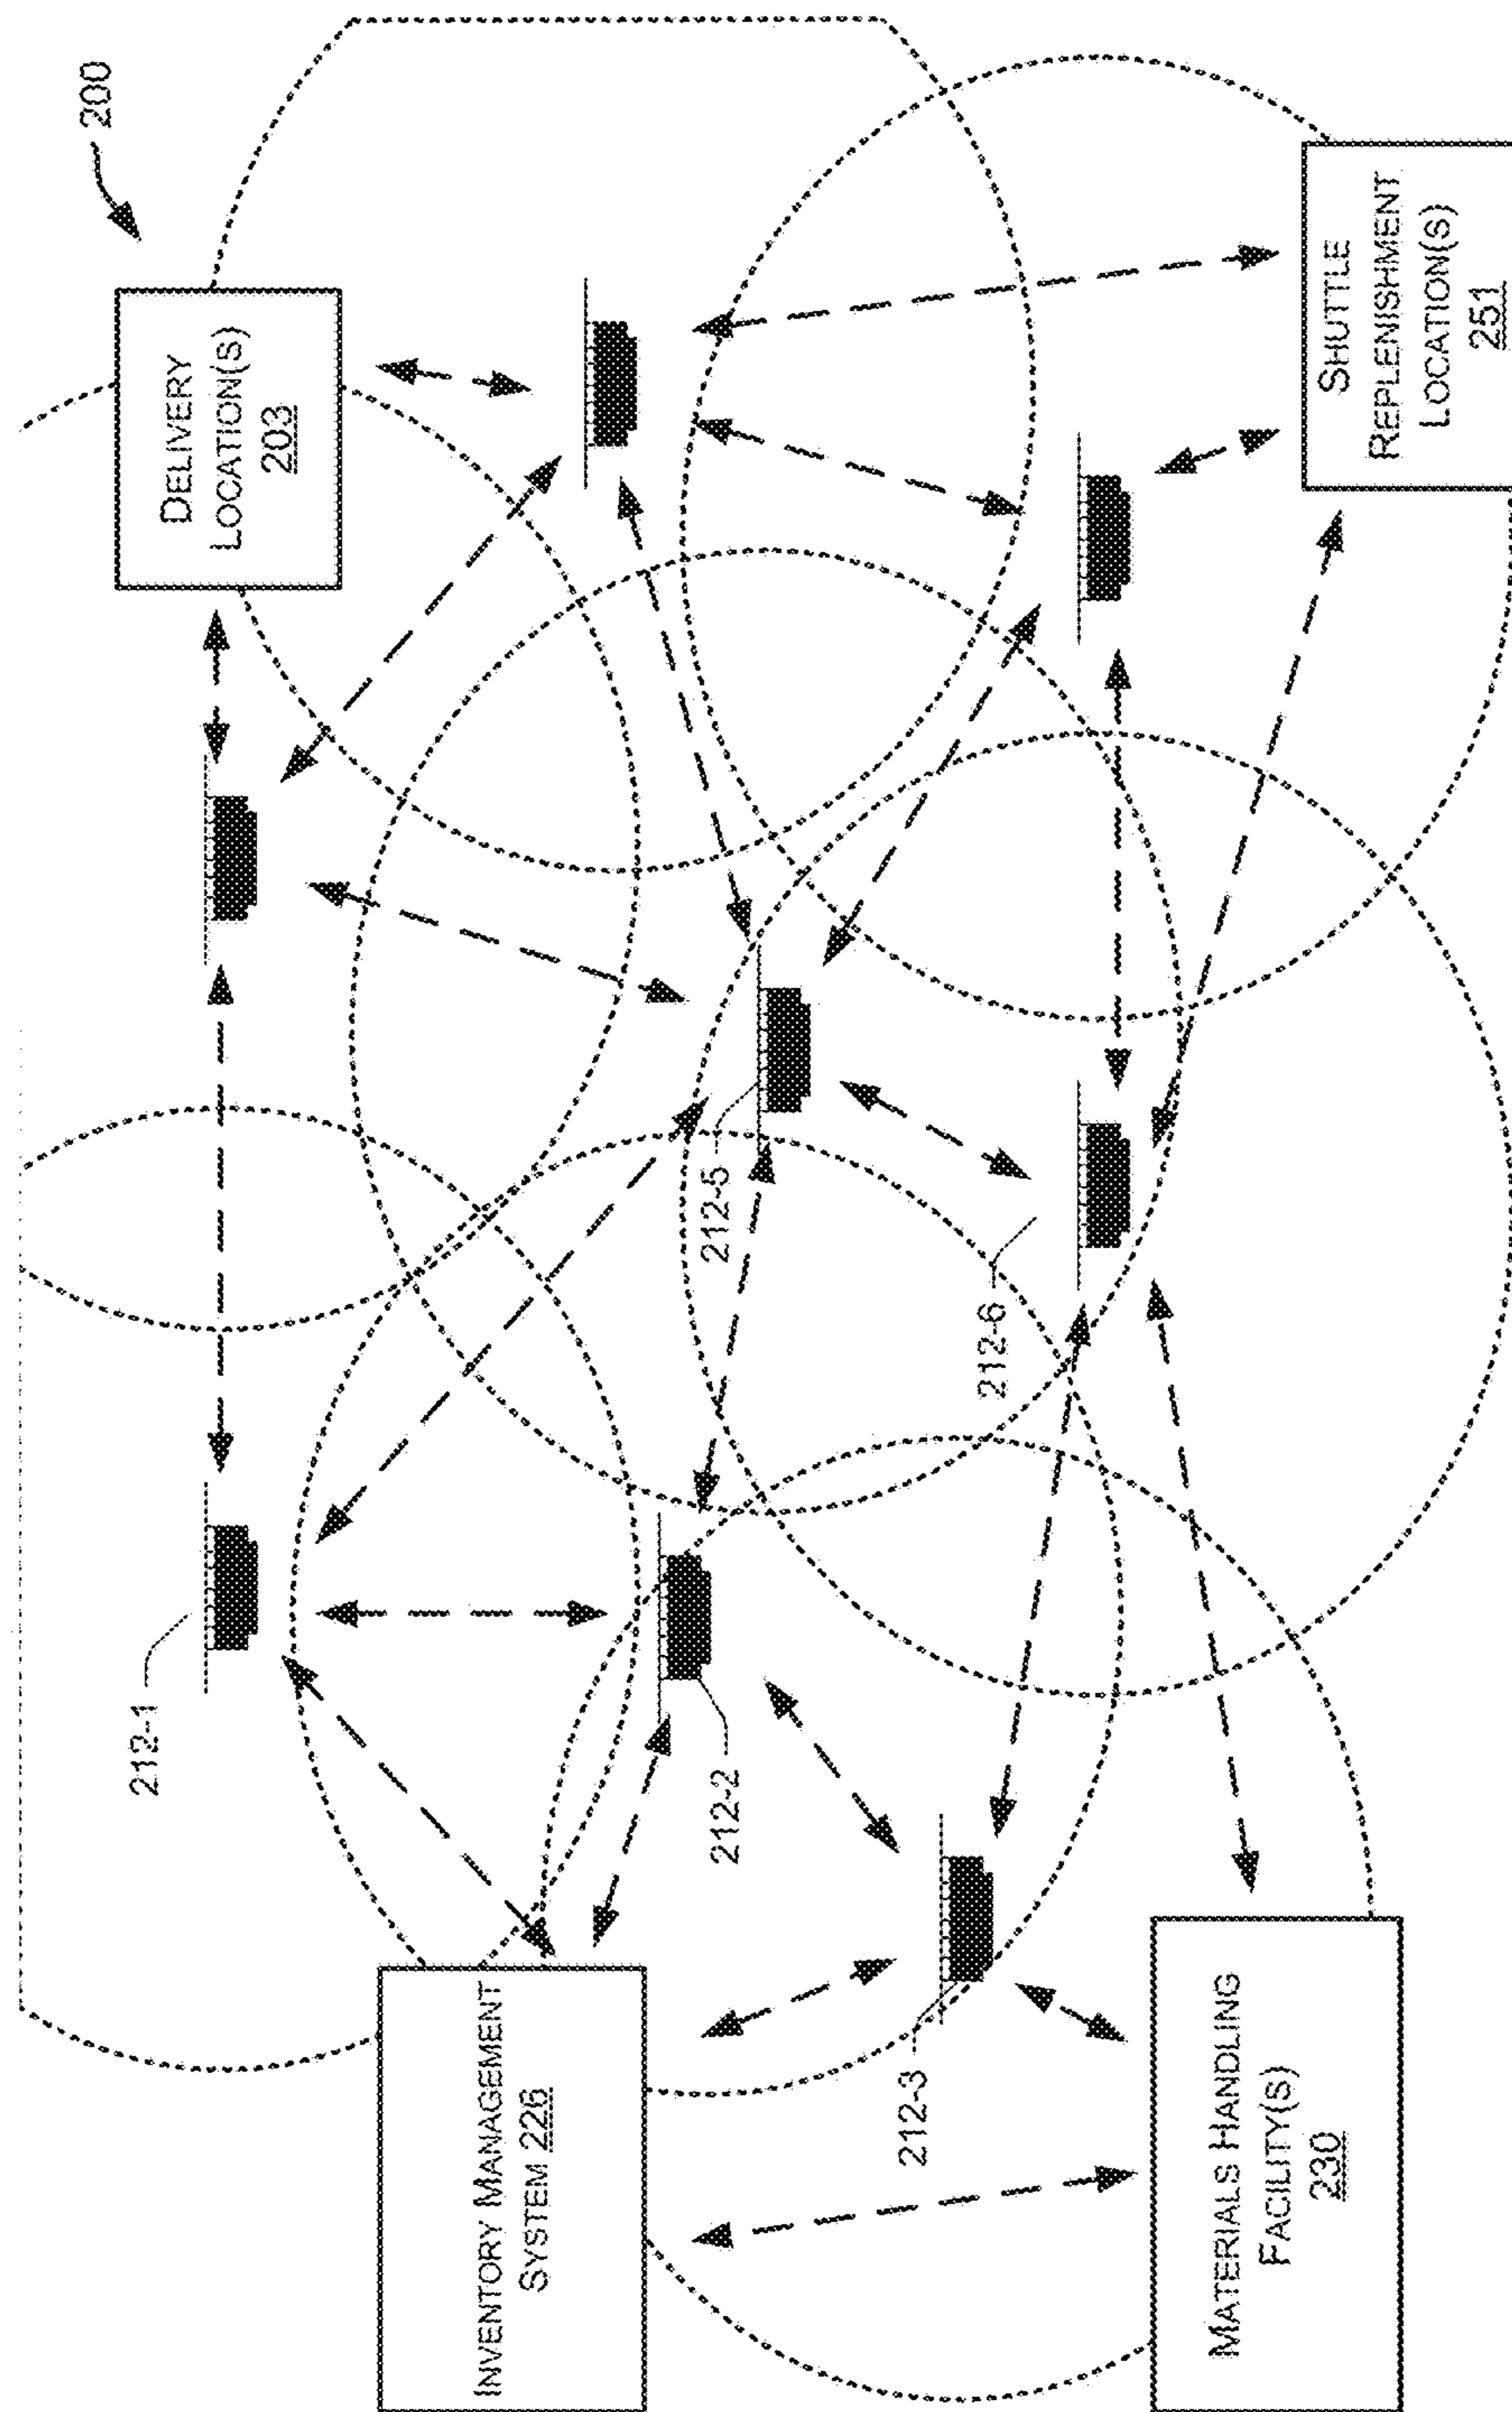 200
DELIVERY
LOCATION(S)
203
212-1
212-5
INVENTORY MANAGEMENT
SYSTEM 226
212-2
212-6
212-3
SHUTTLE
REPLENISHMENT
LOCATION(S)
251
MATERIALS HANDLING
FACILITY(S)
230